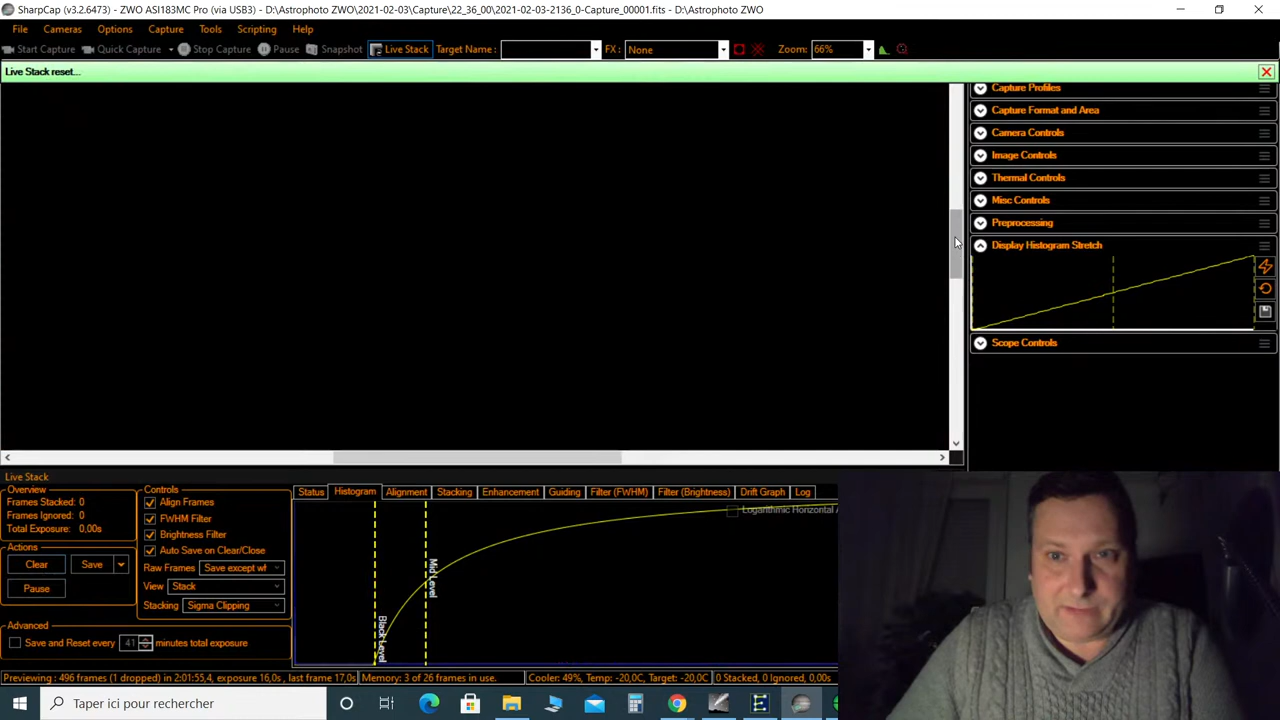 SharpCap (v3.2.6473) - ZWO ASI183MC Pro (via USB3) - D:\Astrophoto ZWO\2021-02-03\Capture\22_36_00\2021-02-03-2136_0-Capture_00001.fits - D:\Astrophoto ZWO
File Cameras Options Capture Tools Scripting Help
Start Capture Quick Capture Stop Capture Pause Snapshot Live Stack Target Name : FX : None Zoom: 66%
Live Stack reset...
Capture Profiles
Capture Format and Area
Camera Controls
Image Controls
Thermal Controls
Misc Controls
Preprocessing
Display Histogram Stretch
Scope Controls
Live Stack
Overview
Frames Stacked: 0
Frames Ignored: 0
Total Exposure: 0,00s
Actions
Clear Save
Pause
Controls
Align Frames
FWHM Filter
Brightness Filter
Auto Save on Clear/Close
Raw Frames Save except wh
View Stack
Stacking Sigma Clipping
Advanced
Save and Reset every 41 minutes total exposure
Status Histogram Alignment Stacking Enhancement Guiding Filter (FWHM) Filter (Brightness) Drift Graph Log
Logarithmic Horizontal
Mid Level
Black Level
Previewing : 496 frames (1 dropped) in 2:01:55,4, exposure 16,0s , last frame 17,0s Memory: 3 of 26 frames in use. Cooler: 49%, Temp: -20,0C, Target: -20,0C 0 Stacked, 0 Ignored, 0,00s
Taper ici pour rechercher